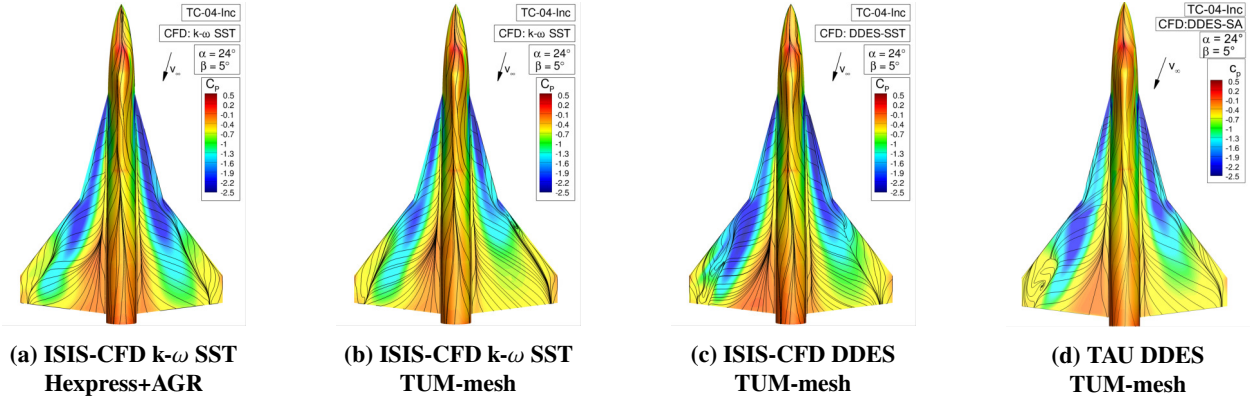 TC-04-Inc
CFD: k-ω SST
α = 24°
β = 5°
v∞
CP
0.5
0.2
-0.1
-0.4
-0.7
-1
-1.3
-1.6
-1.9
-2.2
-2.5
(a) ISIS-CFD k-ω SST
Hexpress+AGR
TC-04-Inc
CFD: k-ω SST
α = 24°
β = 5°
v∞
CP
0.5
0.2
-0.1
-0.4
-0.7
-1
-1.3
-1.6
-1.9
-2.2
-2.5
(b) ISIS-CFD k-ω SST
TUM-mesh
TC-04-Inc
CFD: DDES-SST
α = 24°
β = 5°
v∞
CP
0.5
0.2
-0.1
-0.4
-0.7
-1
-1.3
-1.6
-1.9
-2.2
-2.5
(c) ISIS-CFD DDES
TUM-mesh
TC-04-Inc
CFD:DDES-SA
α = 24°
β = 5°
v∞
cp
0.5
0.2
-0.1
-0.4
-0.7
-1
-1.3
-1.6
-1.9
-2.2
-2.5
(d) TAU DDES
TUM-mesh